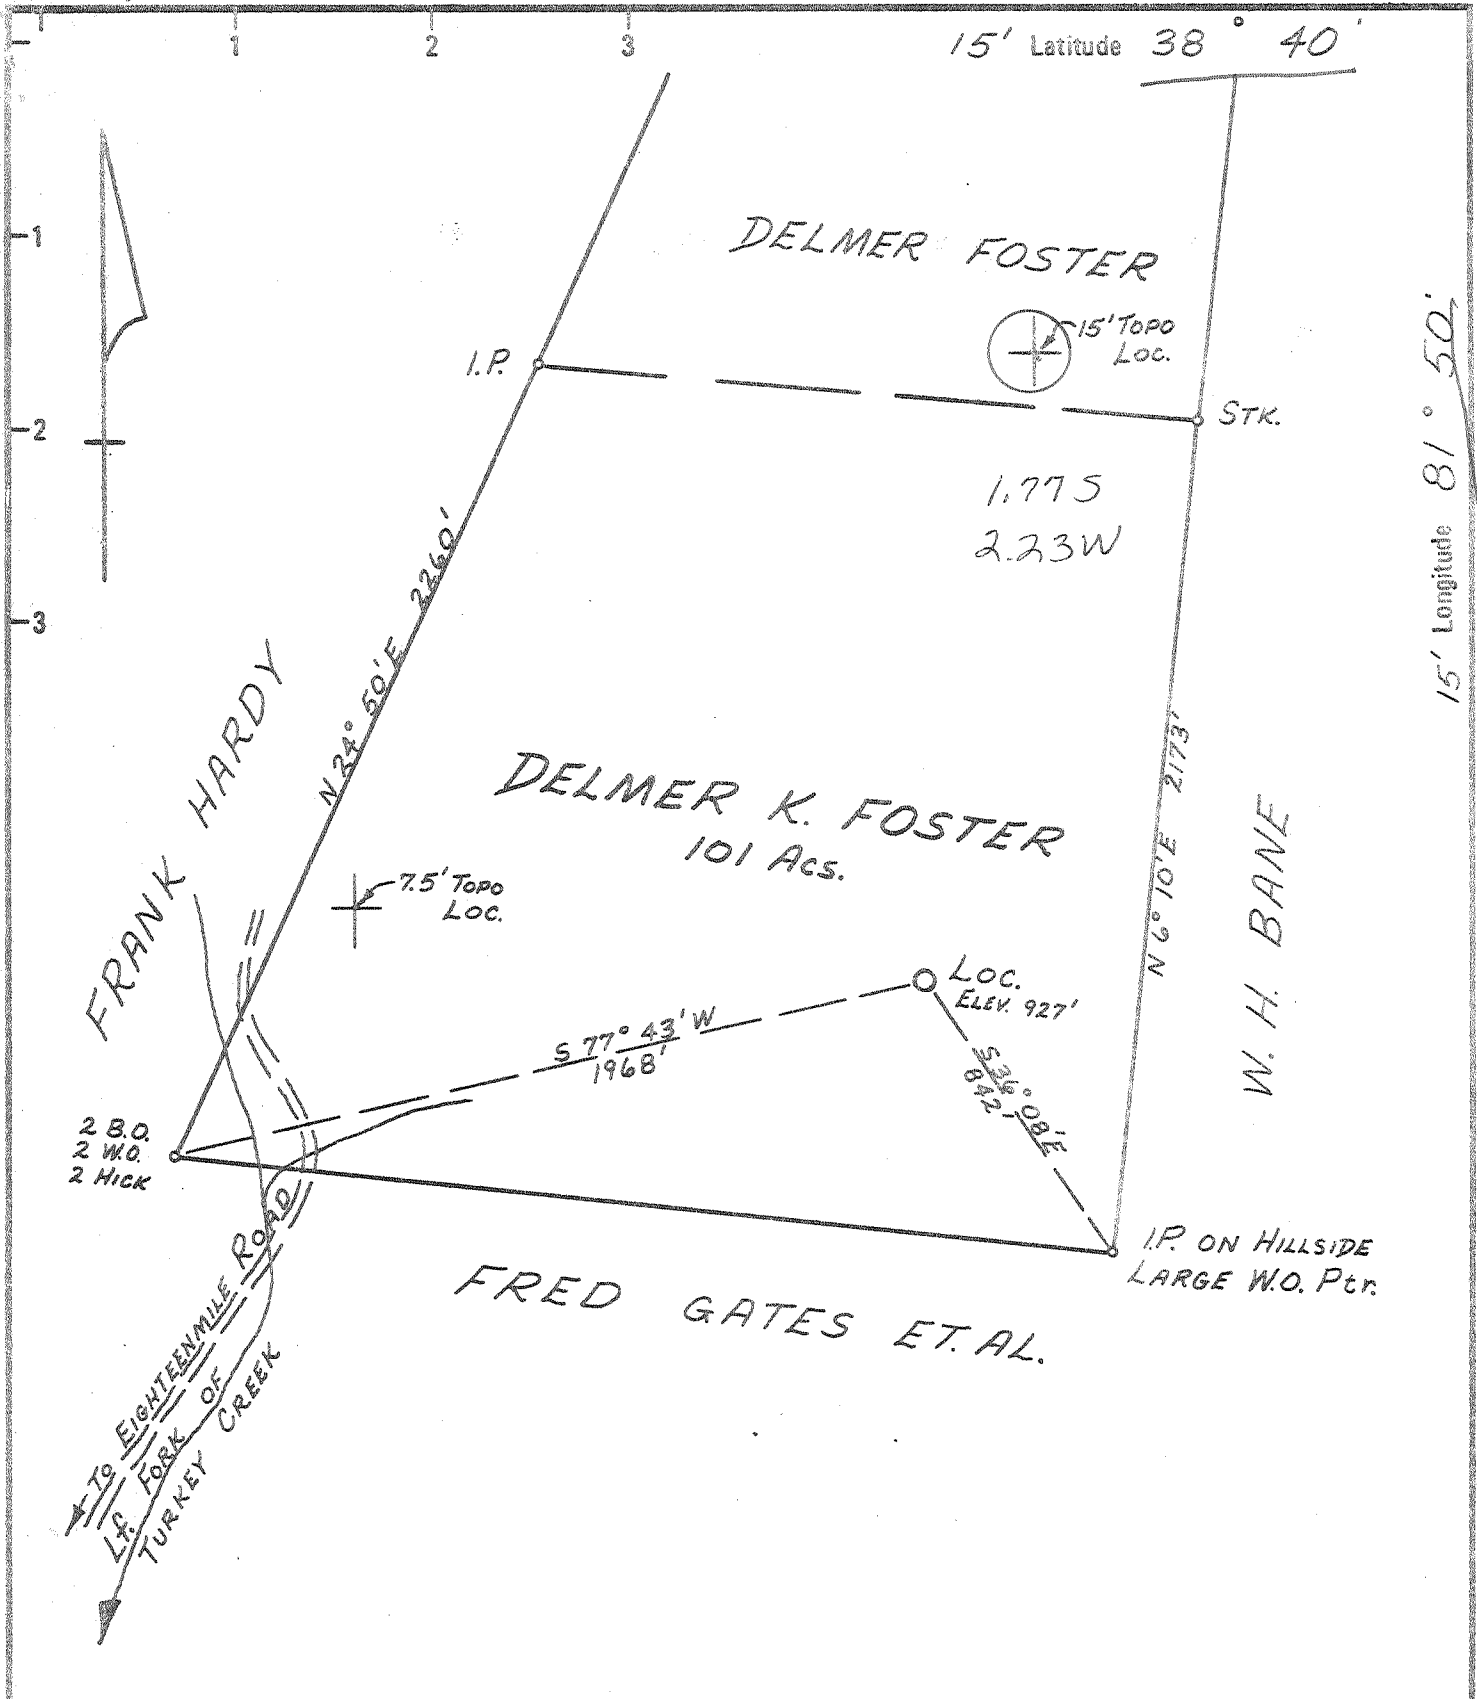 1
2
3
15' Latitude 38° 40'
1
2
3
DELMER FOSTER
15' TOPO
LOC.
I.P.
STK.
1.77 S
2.23 W
15' Longitude 81° 50'
N 24° 50' E 2260'
FRANK HARDY
DELMER K. FOSTER
101 Acs.
N 6° 10' E 2173'
W. H. BANE
7.5' TOPO
LOC.
LOC.
ELEV. 927'
S 77° 43' W
1968'
S 36° 08' E
842'
2 B.O.
2 W.O.
2 HICK
I.P. ON HILLSIDE
LARGE W.O. Ptr.
FRED GATES ET. AL.
TO EIGHTEENMILE ROAD
Lf. FORK OF
TURKEY CREEK